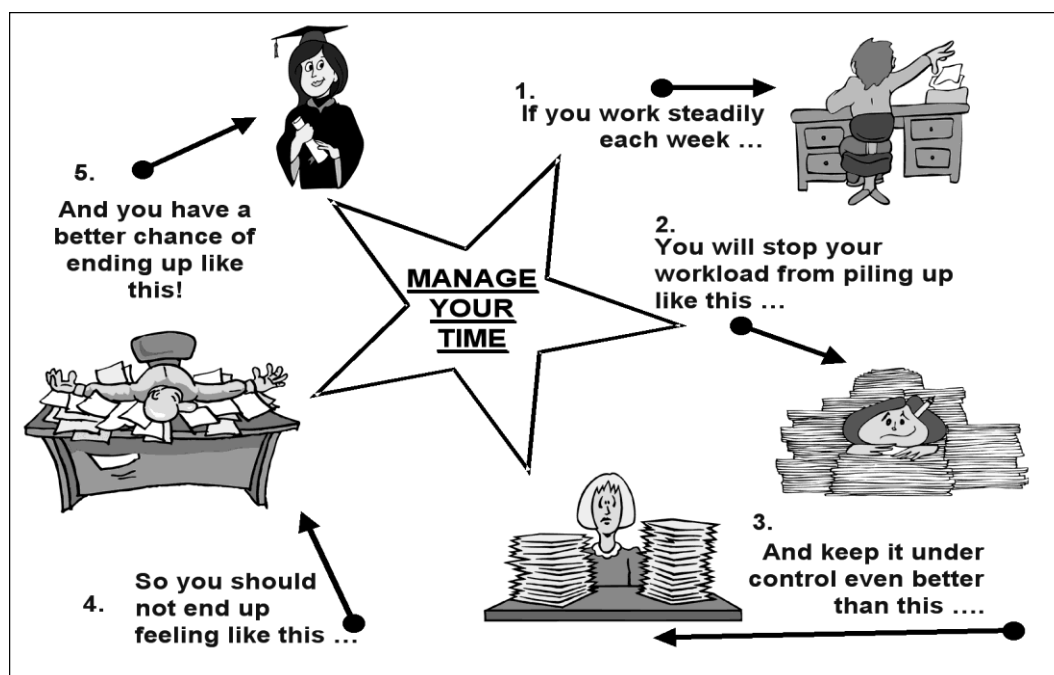 MANAGE
YOUR
TIME
1.
If you work steadily
each week ...
2.
You will stop your
workload from piling up
like this ...
3.
And keep it under
control even better
than this ....
4.
So you should
not end up
feeling like this ...
5.
And you have a
better chance of
ending up like
this!